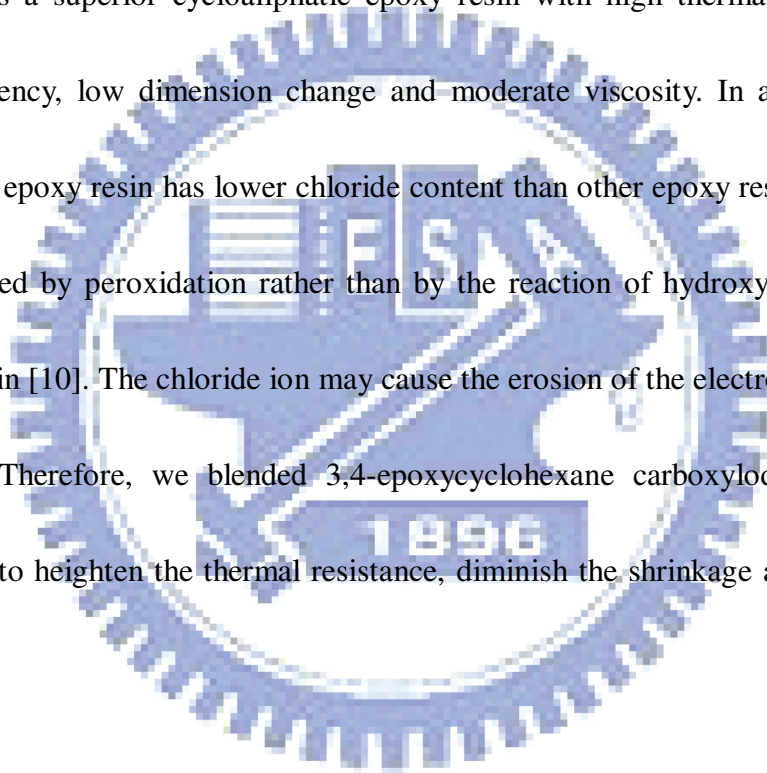 s a superior cycloaliphatic epoxy resin with high thermal
ency, low dimension change and moderate viscosity. In a
epoxy resin has lower chloride content than other epoxy res
ed by peroxidation rather than by the reaction of hydroxy
in [10]. The chloride ion may cause the erosion of the electr
Therefore, we blended 3,4-epoxycyclohexane carboxylo
to heighten the thermal resistance, diminish the shrinkage a
E S A
1896